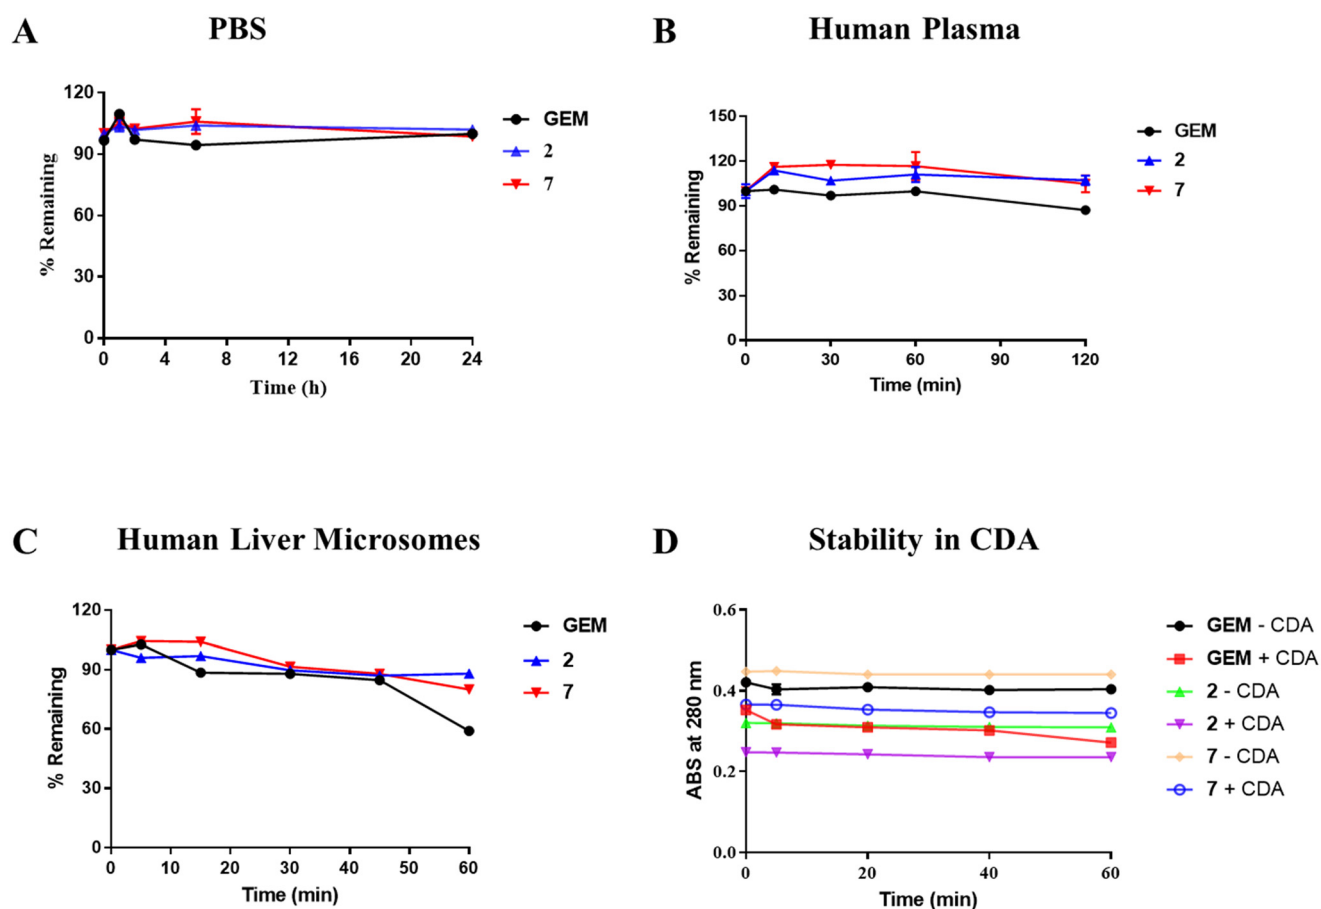 A
PBS
% Remaining
120
90
60
30
0
0 4 8 12 16 20 24
Time (h)
GEM
2
7
B
Human Plasma
% Remaining
150
120
90
60
30
0
0 30 60 90 120
Time (min)
GEM
2
7
C
Human Liver Microsomes
% Remaining
120
90
60
30
0
0 10 20 30 40 50 60
Time (min)
GEM
2
7
D
Stability in CDA
ABS at 280 nm
0.6
0.4
0.2
0.0
0 20 40 60
Time (min)
GEM - CDA
GEM + CDA
2 - CDA
2 + CDA
7 - CDA
7 + CDA